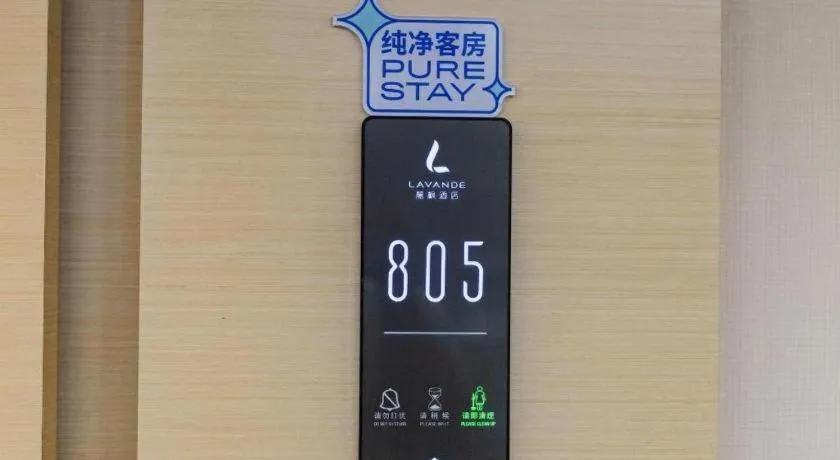 纯净客房
PURE
STAY
LAVANDE
丽枫酒店
805
请勿打扰
DO NOT DISTURB
请稍候
PLEASE WAIT
请即清理
PLEASE CLEAN UP